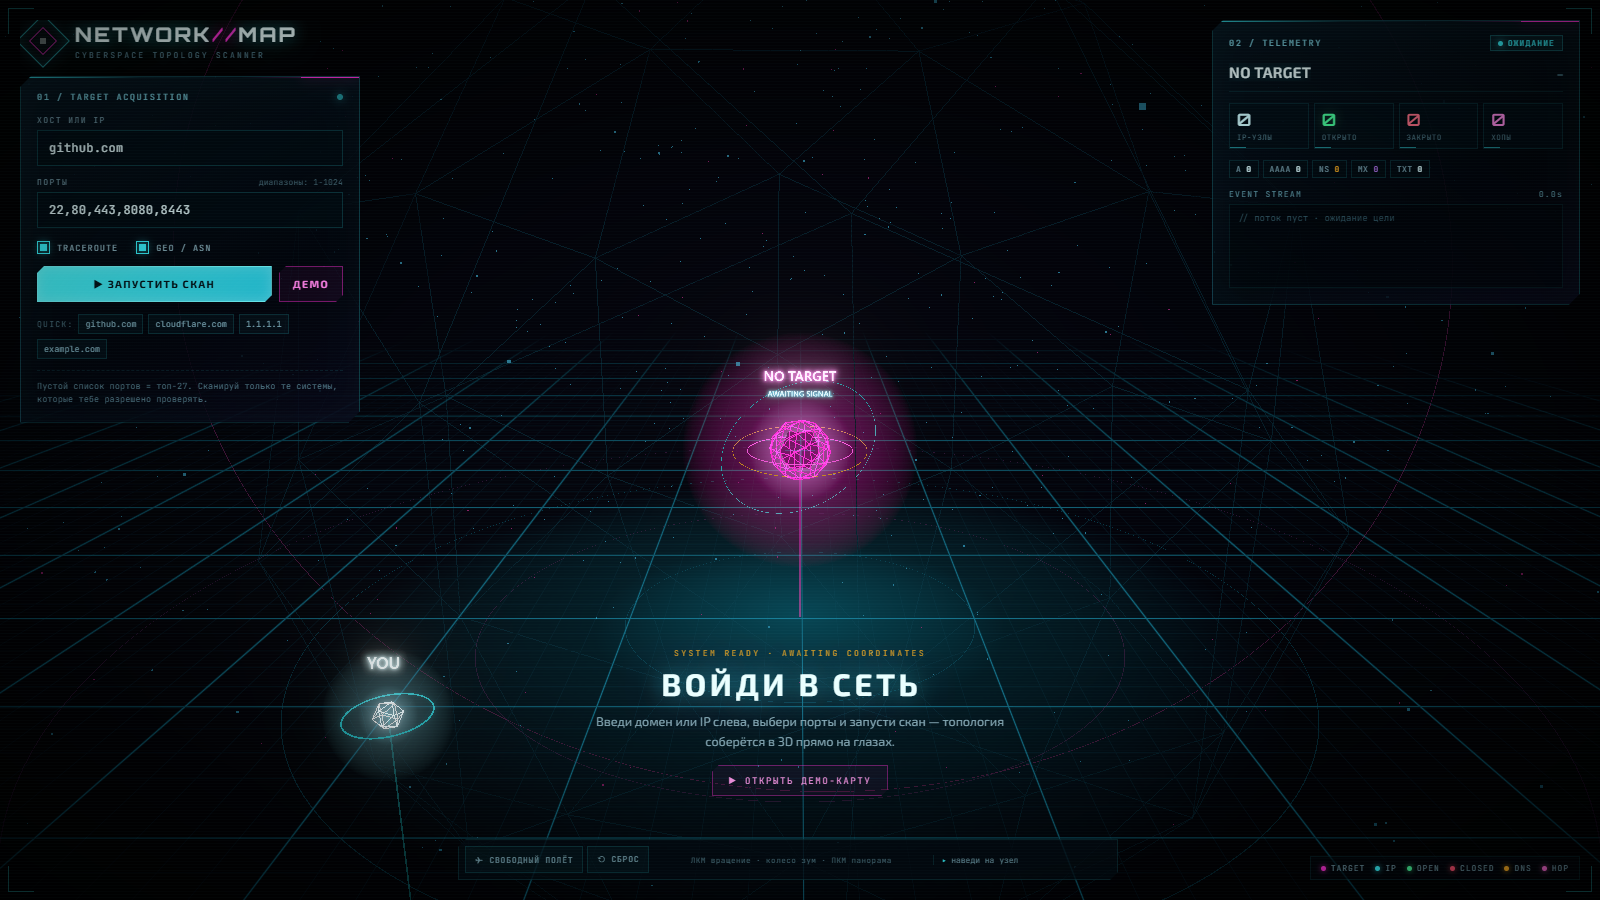 NETWORK//MAP
CYBERSPACE TOPOLOGY SCANNER
01 / TARGET ACQUISITION
ХОСТ ИЛИ IP
github.com
ПОРТЫ
диапазоны: 1-1024
22,80,443,8080,8443
TRACEROUTE
GEO / ASN
▶ ЗАПУСТИТЬ СКАН
ДЕМО
QUICK:
github.com
cloudflare.com
1.1.1.1
example.com
Пустой список портов = топ-27. Сканируй только те системы,
которые тебе разрешено проверять.
02 / TELEMETRY
ОЖИДАНИЕ
NO TARGET
—
0
IP-УЗЛЫ
0
ОТКРЫТО
0
ЗАКРЫТО
0
ХОПЫ
A 0
AAAA 0
NS 0
MX 0
TXT 0
EVENT STREAM
0.0s
// поток пуст · ожидание цели
NO TARGET
AWAITING SIGNAL
YOU
SYSTEM READY · AWAITING COORDINATES
ВОЙДИ В СЕТЬ
Введи домен или IP слева, выбери порты и запусти скан — топология
соберётся в 3D прямо на глазах.
▶ ОТКРЫТЬ ДЕМО-КАРТУ
✈ СВОБОДНЫЙ ПОЛЁТ
⟲ СБРОС
ЛКМ вращение · колесо зум · ПКМ панорама
▸ наведи на узел
TARGET
IP
OPEN
CLOSED
DNS
HOP